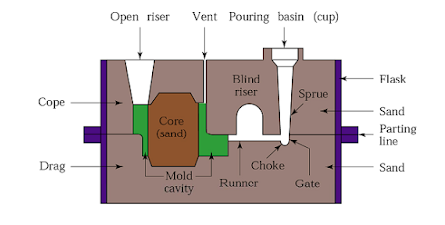 Open riser
Vent
Pouring basin (cup)
Blind
riser
Flask
Sprue
Cope
Core
(sand)
Sand
Parting
line
Drag
Mold
cavity
Choke
Runner
Gate
Sand